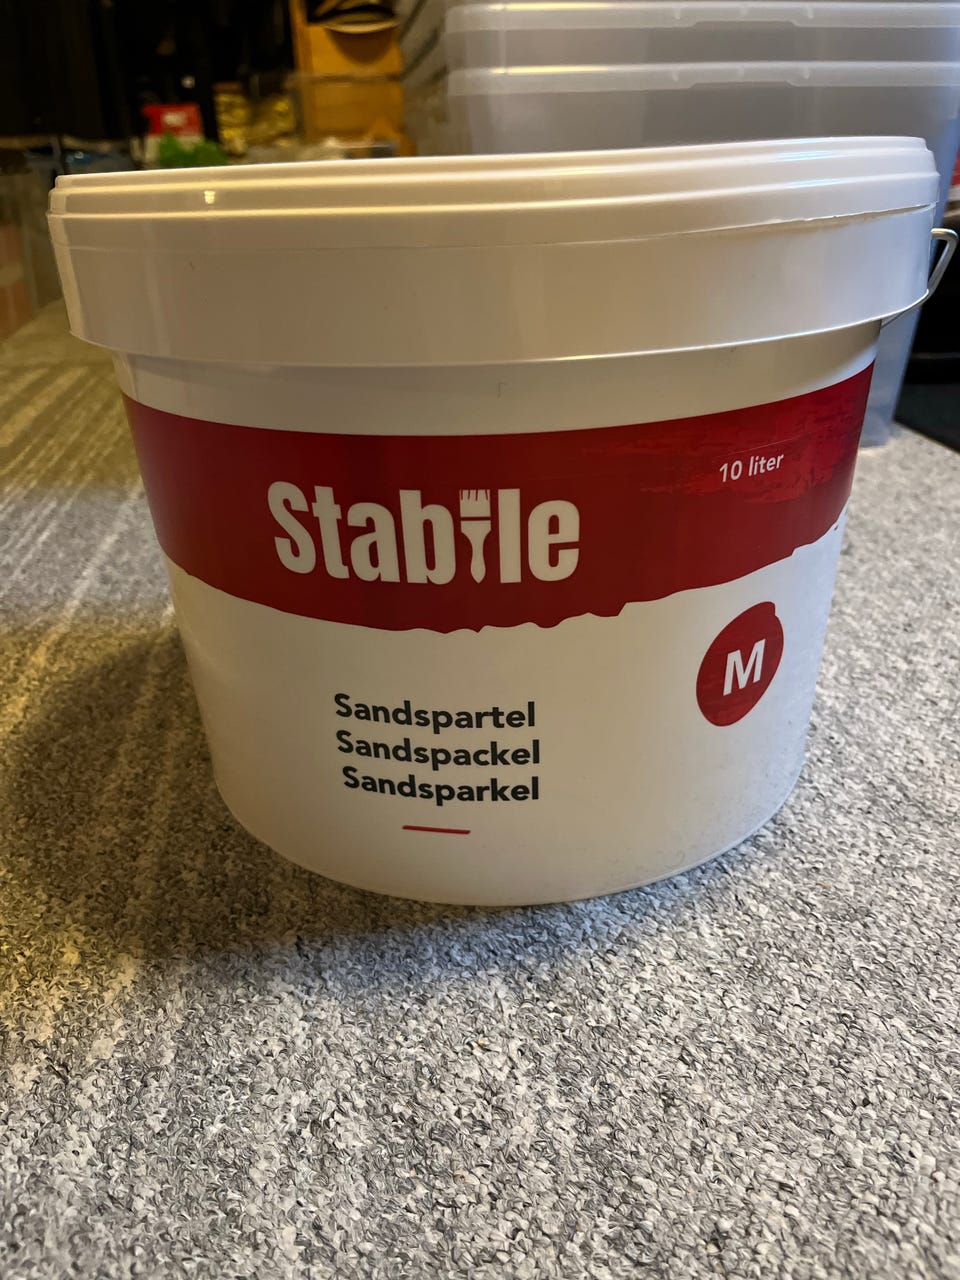 10 liter
Stabile
M
Sandspartel
Sandspackel
Sandsparkel